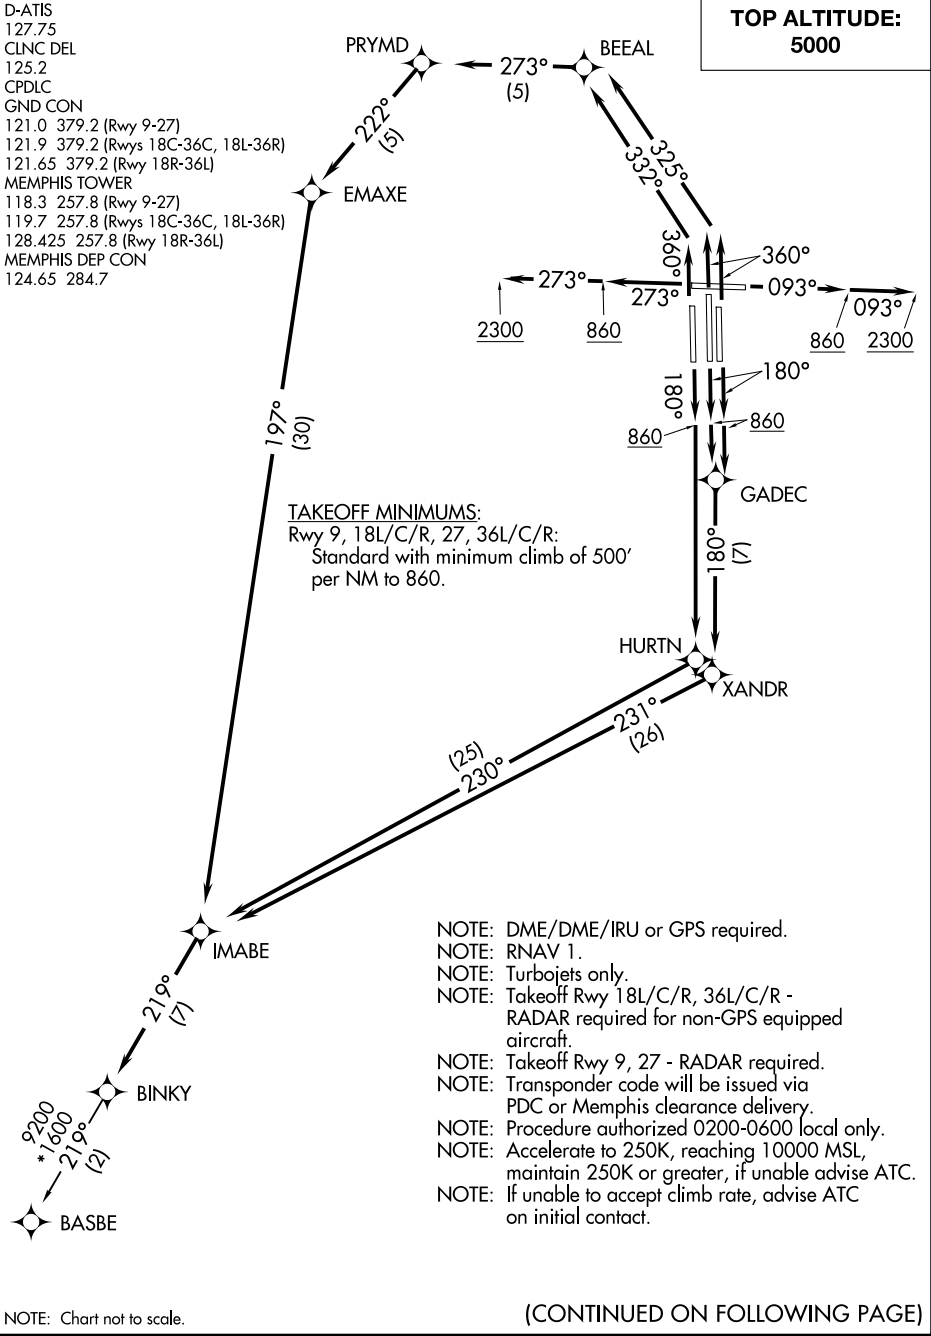 D-ATIS
127.75
CLNC DEL
125.2
CPDLC
GND CON
121.0 379.2 (Rwy 9-27)
121.9 379.2 (Rwys 18C-36C, 18L-36R)
121.65 379.2 (Rwy 18R-36L)
MEMPHIS TOWER
118.3 257.8 (Rwy 9-27)
119.7 257.8 (Rwys 18C-36C, 18L-36R)
128.425 257.8 (Rwy 18R-36L)
MEMPHIS DEP CON
124.65 284.7
TOP ALTITUDE:
5000
PRYMD
BEEAL
273°
(5)
222°
(5)
EMAXE
325°
332°
360°
360°
273°
273°
093°
093°
2300
860
860
2300
180°
180°
860
860
GADEC
197°
(30)
TAKEOFF MINIMUMS:
Rwy 9, 18L/C/R, 27, 36L/C/R:
Standard with minimum climb of 500'
per NM to 860.
180°
(7)
HURTN
XANDR
231°
(26)
(25)
230°
IMABE
219°
(7)
BINKY
9200
*1600
219°
(2)
BASBE
NOTE: DME/DME/IRU or GPS required.
NOTE: RNAV 1.
NOTE: Turbojets only.
NOTE: Takeoff Rwy 18L/C/R, 36L/C/R -
RADAR required for non-GPS equipped
aircraft.
NOTE: Takeoff Rwy 9, 27 - RADAR required.
NOTE: Transponder code will be issued via
PDC or Memphis clearance delivery.
NOTE: Procedure authorized 0200-0600 local only.
NOTE: Accelerate to 250K, reaching 10000 MSL,
maintain 250K or greater, if unable advise ATC.
NOTE: If unable to accept climb rate, advise ATC
on initial contact.
NOTE: Chart not to scale.
(CONTINUED ON FOLLOWING PAGE)